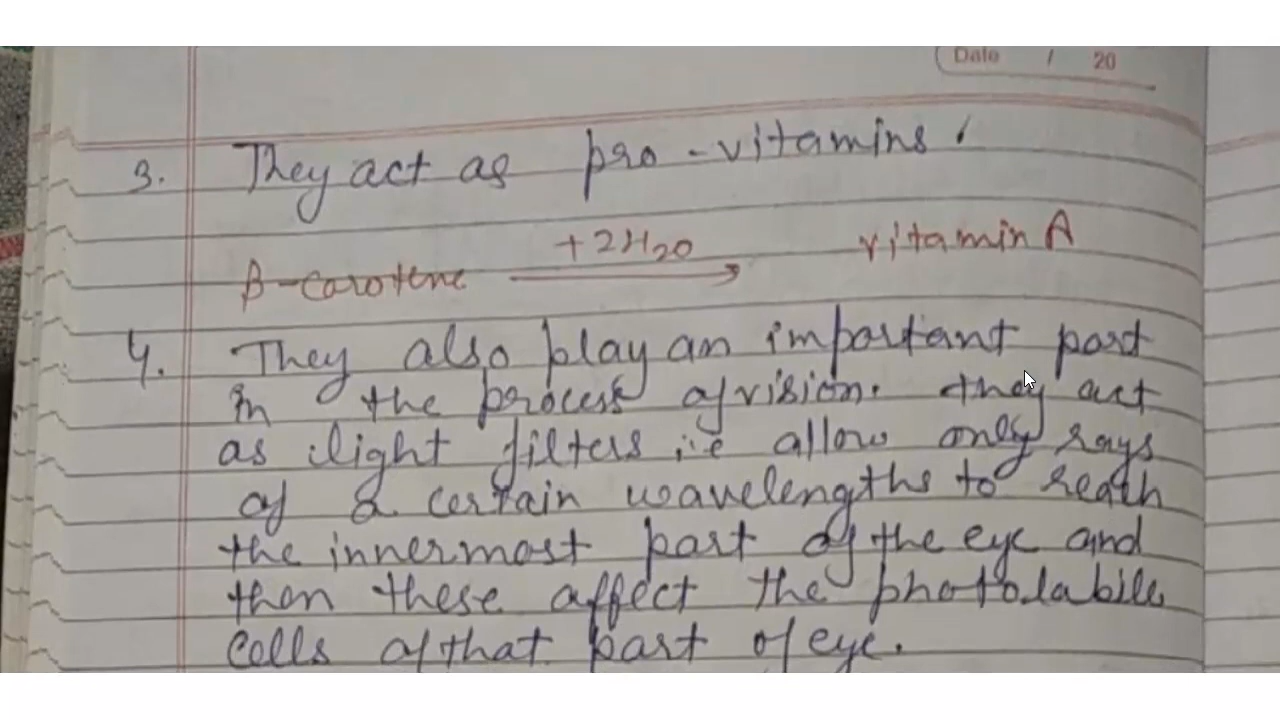 Date / 20
3. They act as pro-vitamins.
+2H2O
β-carotene → vitamin A
4. They also play an important part
in the process of vision. They act
as light filters i.e allow only rays
of a certain wavelengths to reach
the innermost part of the eye and
then these affect the photolabile
cells of that part of eye.